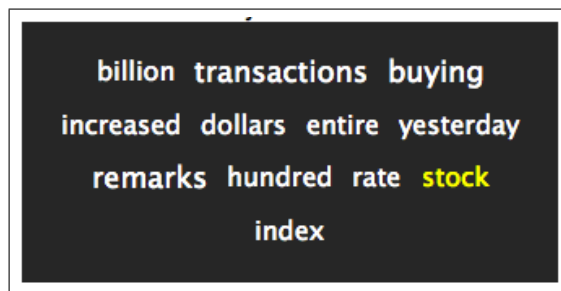 billion transactions buying
increased dollars entire yesterday
remarks hundred rate stock
index